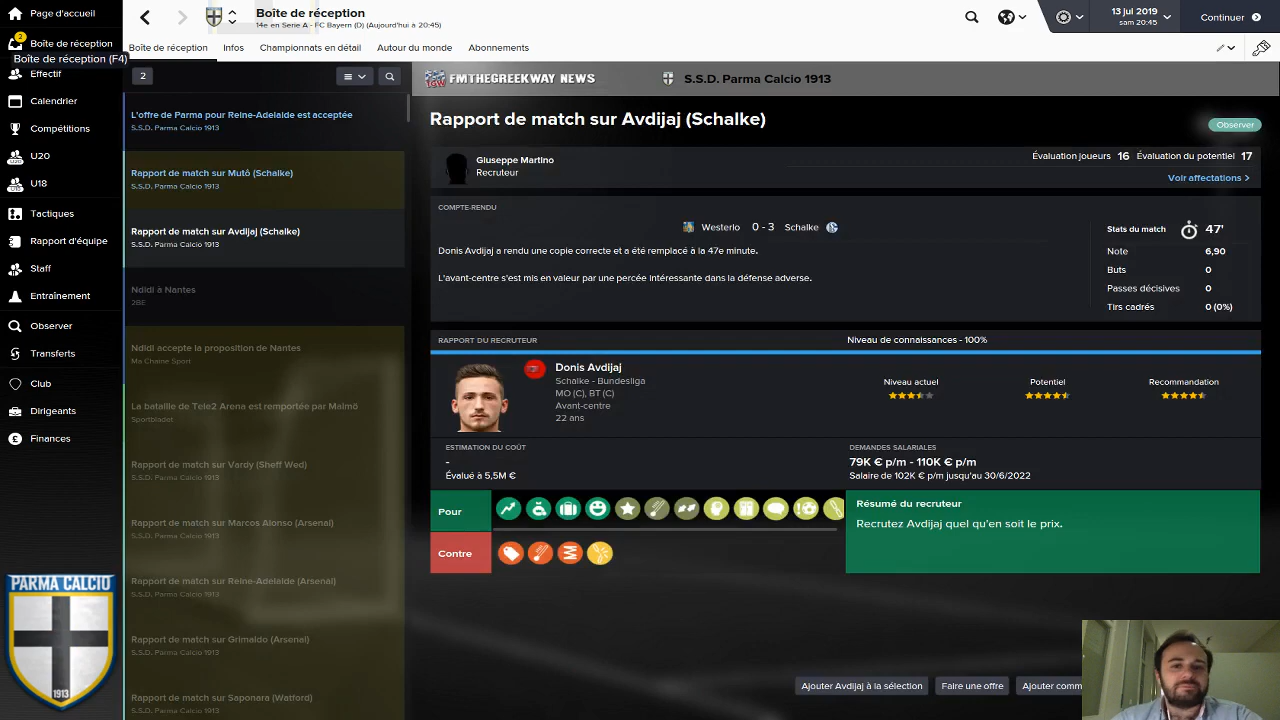 Page d'accueil
2
Boîte de réception
Boîte de réception (F4)
Effectif
Calendrier
Compétitions
U20
U20
U18
U18
Tactiques
Rapport d'équipe
Staff
Entraînement
Observer
Transferts
Club
Dirigeants
Finances
PARMA CALCIO
1913
Boîte de réception
14e en Serie A - FC Bayern (D) (Aujourd'hui à 20:45)
13 jul 2019
sam 20:45
Continuer
Boîte de réception
Infos
Championnats en détail
Autour du monde
Abonnements
2
L'offre de Parma pour Reine-Adelaide est acceptée
S.S.D. Parma Calcio 1913
Rapport de match sur Mutô (Schalke)
S.S.D. Parma Calcio 1913
Rapport de match sur Avdijaj (Schalke)
S.S.D. Parma Calcio 1913
Ndidi à Nantes
2BE
Ndidi accepte la proposition de Nantes
Ma Chaine Sport
La bataille de Tele2 Arena est remportée par Malmö
Sportbladet
Rapport de match sur Vardy (Sheff Wed)
S.S.D. Parma Calcio 1913
Rapport de match sur Marcos Alonso (Arsenal)
S.S.D. Parma Calcio 1913
Rapport de match sur Reine-Adelaide (Arsenal)
S.S.D. Parma Calcio 1913
Rapport de match sur Grimaldo (Arsenal)
S.S.D. Parma Calcio 1913
Rapport de match sur Saponara (Watford)
S.S.D. Parma Calcio 1913
FMTHEGREEKWAY NEWS
S.S.D. Parma Calcio 1913
Rapport de match sur Avdijaj (Schalke)
Observer
Giuseppe Martino
Recruteur
Évaluation joueurs 16 Évaluation du potentiel 17
Voir affectations >
COMPTE-RENDU
Westerlo 0 - 3 Schalke
Donis Avdijaj a rendu une copie correcte et a été remplacé à la 47e minute.
L'avant-centre s'est mis en valeur par une percée intéressante dans la défense adverse.
Stats du match 47'
Note 6,90
Buts 0
Passes décisives 0
Tirs cadrés 0 (0%)
RAPPORT DU RECRUTEUR
Niveau de connaissances - 100%
Donis Avdijaj
Schalke - Bundesliga
MO (C), BT (C)
Avant-centre
22 ans
Niveau actuel
Potentiel
Recommandation
ESTIMATION DU COÛT
-
Évalué à 5,5M €
DEMANDES SALARIALES
79K € p/m - 110K € p/m
Salaire de 102K € p/m jusqu'au 30/6/2022
Pour
Contre
Résumé du recruteur
Recrutez Avdijaj quel qu'en soit le prix.
Ajouter Avdijaj à la sélection
Faire une offre
Ajouter comm